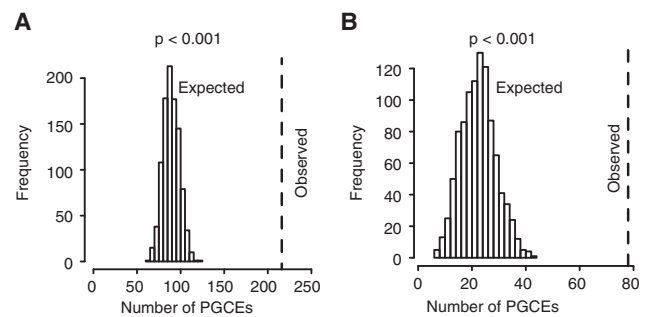 A
p < 0.001
Expected
Observed
Frequency
200
150
100
50
0
0 50 100 150 200 250
Number of PGCEs
B
p < 0.001
Expected
Observed
Frequency
120
100
80
60
40
20
0
0 20 40 60 80
Number of PGCEs